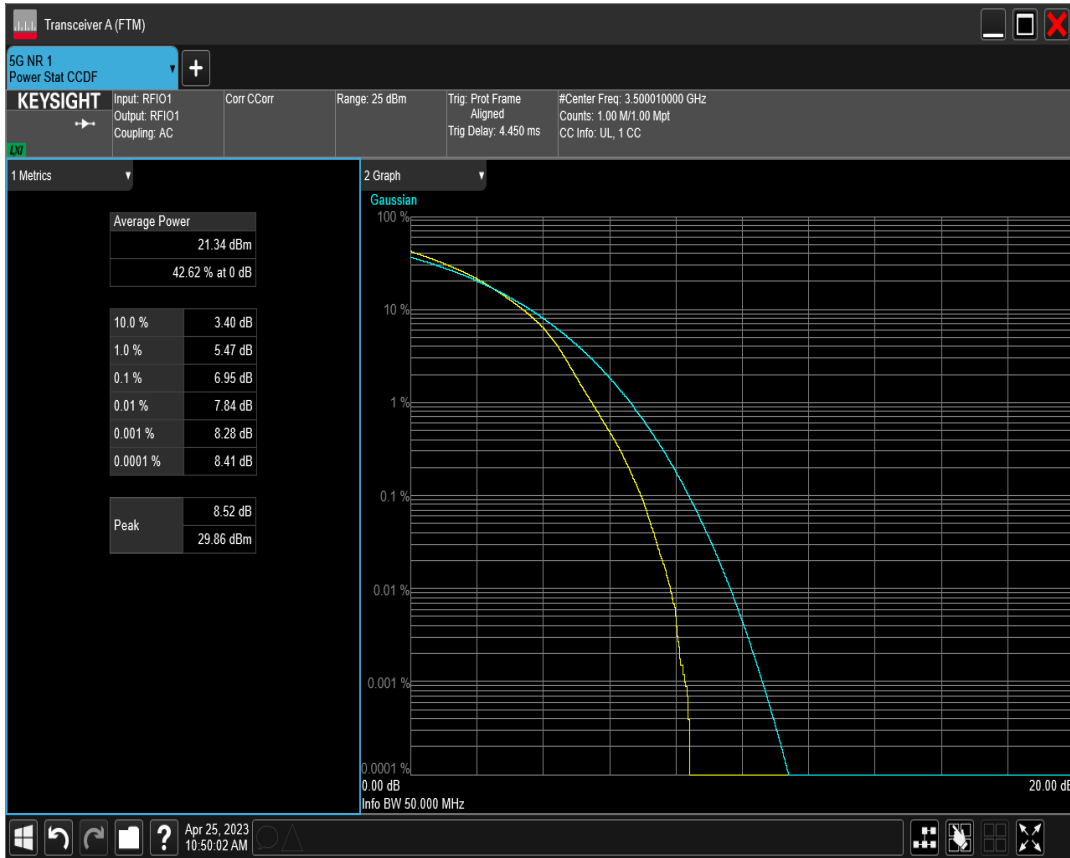 Transceiver A (FTM)
5G NR 1
Power Stat CCDF
KEYSIGHT
LXI
Input: RFIO1
Output: RFIO1
Coupling: AC
Corr CCorr
Range: 25 dBm
Trig: Prot Frame
Aligned
Trig Delay: 4.450 ms
#Center Freq: 3.500010000 GHz
Counts: 1.00 M/1.00 Mpt
CC Info: UL, 1 CC
1 Metrics
Average Power
21.34 dBm
42.62 % at 0 dB
10.0 % 3.40 dB
1.0 % 5.47 dB
0.1 % 6.95 dB
0.01 % 7.84 dB
0.001 % 8.28 dB
0.0001 % 8.41 dB
Peak 8.52 dB
29.86 dBm
2 Graph
Gaussian
100 %
10 %
1 %
0.1 %
0.01 %
0.001 %
0.0001 %
0.00 dB 20.00 dB
Info BW 50.000 MHz
? Apr 25, 2023
10:50:02 AM